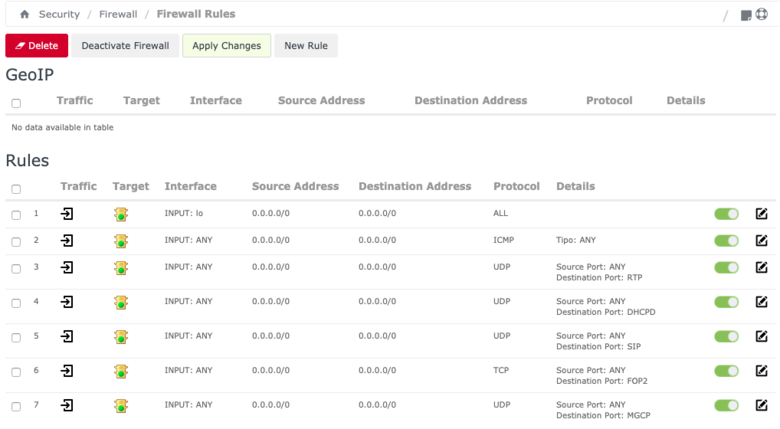 Security / Firewall / Firewall Rules /
Delete Deactivate Firewall Apply Changes New Rule
GeoIP
Traffic Target Interface Source Address Destination Address Protocol Details
No data available in table
Rules
Traffic Target Interface Source Address Destination Address Protocol Details
1 INPUT: lo 0.0.0.0/0 0.0.0.0/0 ALL
2 INPUT: ANY 0.0.0.0/0 0.0.0.0/0 ICMP Tipo: ANY
3 INPUT: ANY 0.0.0.0/0 0.0.0.0/0 UDP Source Port: ANY
Destination Port: RTP
4 INPUT: ANY 0.0.0.0/0 0.0.0.0/0 UDP Source Port: ANY
Destination Port: DHCPD
5 INPUT: ANY 0.0.0.0/0 0.0.0.0/0 UDP Source Port: ANY
Destination Port: SIP
6 INPUT: ANY 0.0.0.0/0 0.0.0.0/0 TCP Source Port: ANY
Destination Port: FOP2
7 INPUT: ANY 0.0.0.0/0 0.0.0.0/0 UDP Source Port: ANY
Destination Port: MGCP